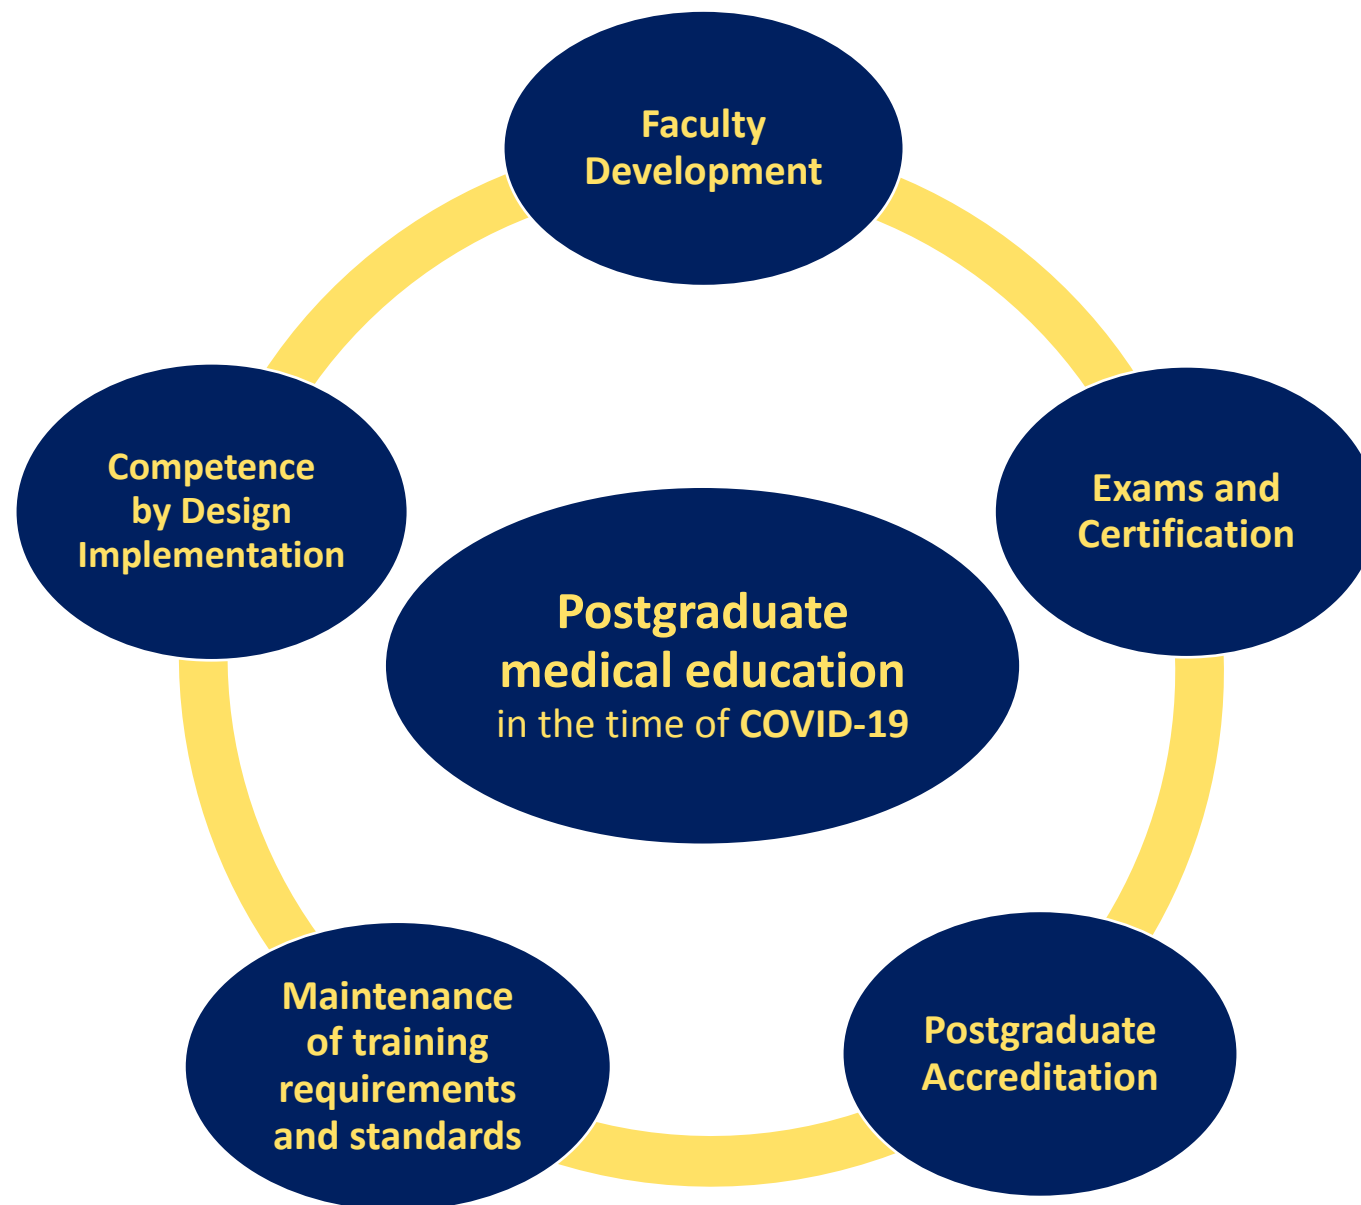 Faculty
Development
Exams and
Certification
Competence
by Design
Implementation
Postgraduate
medical education
in the time of COVID-19
Postgraduate
Accreditation
Maintenance
of training
requirements
and standards